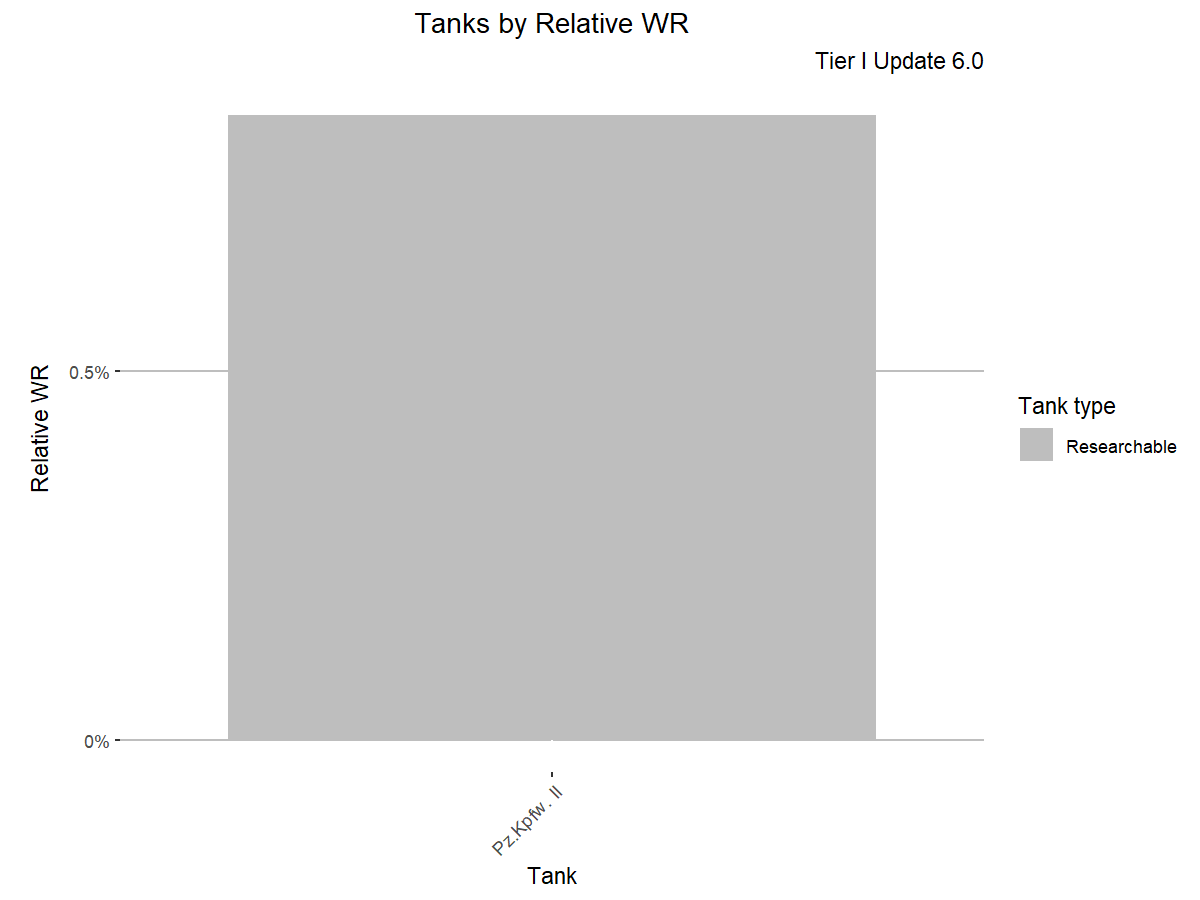 Tanks by Relative WR
Tier I Update 6.0
Relative WR
0.5%
0%
Pz.Kpfw. II
Tank
Tank type
Researchable